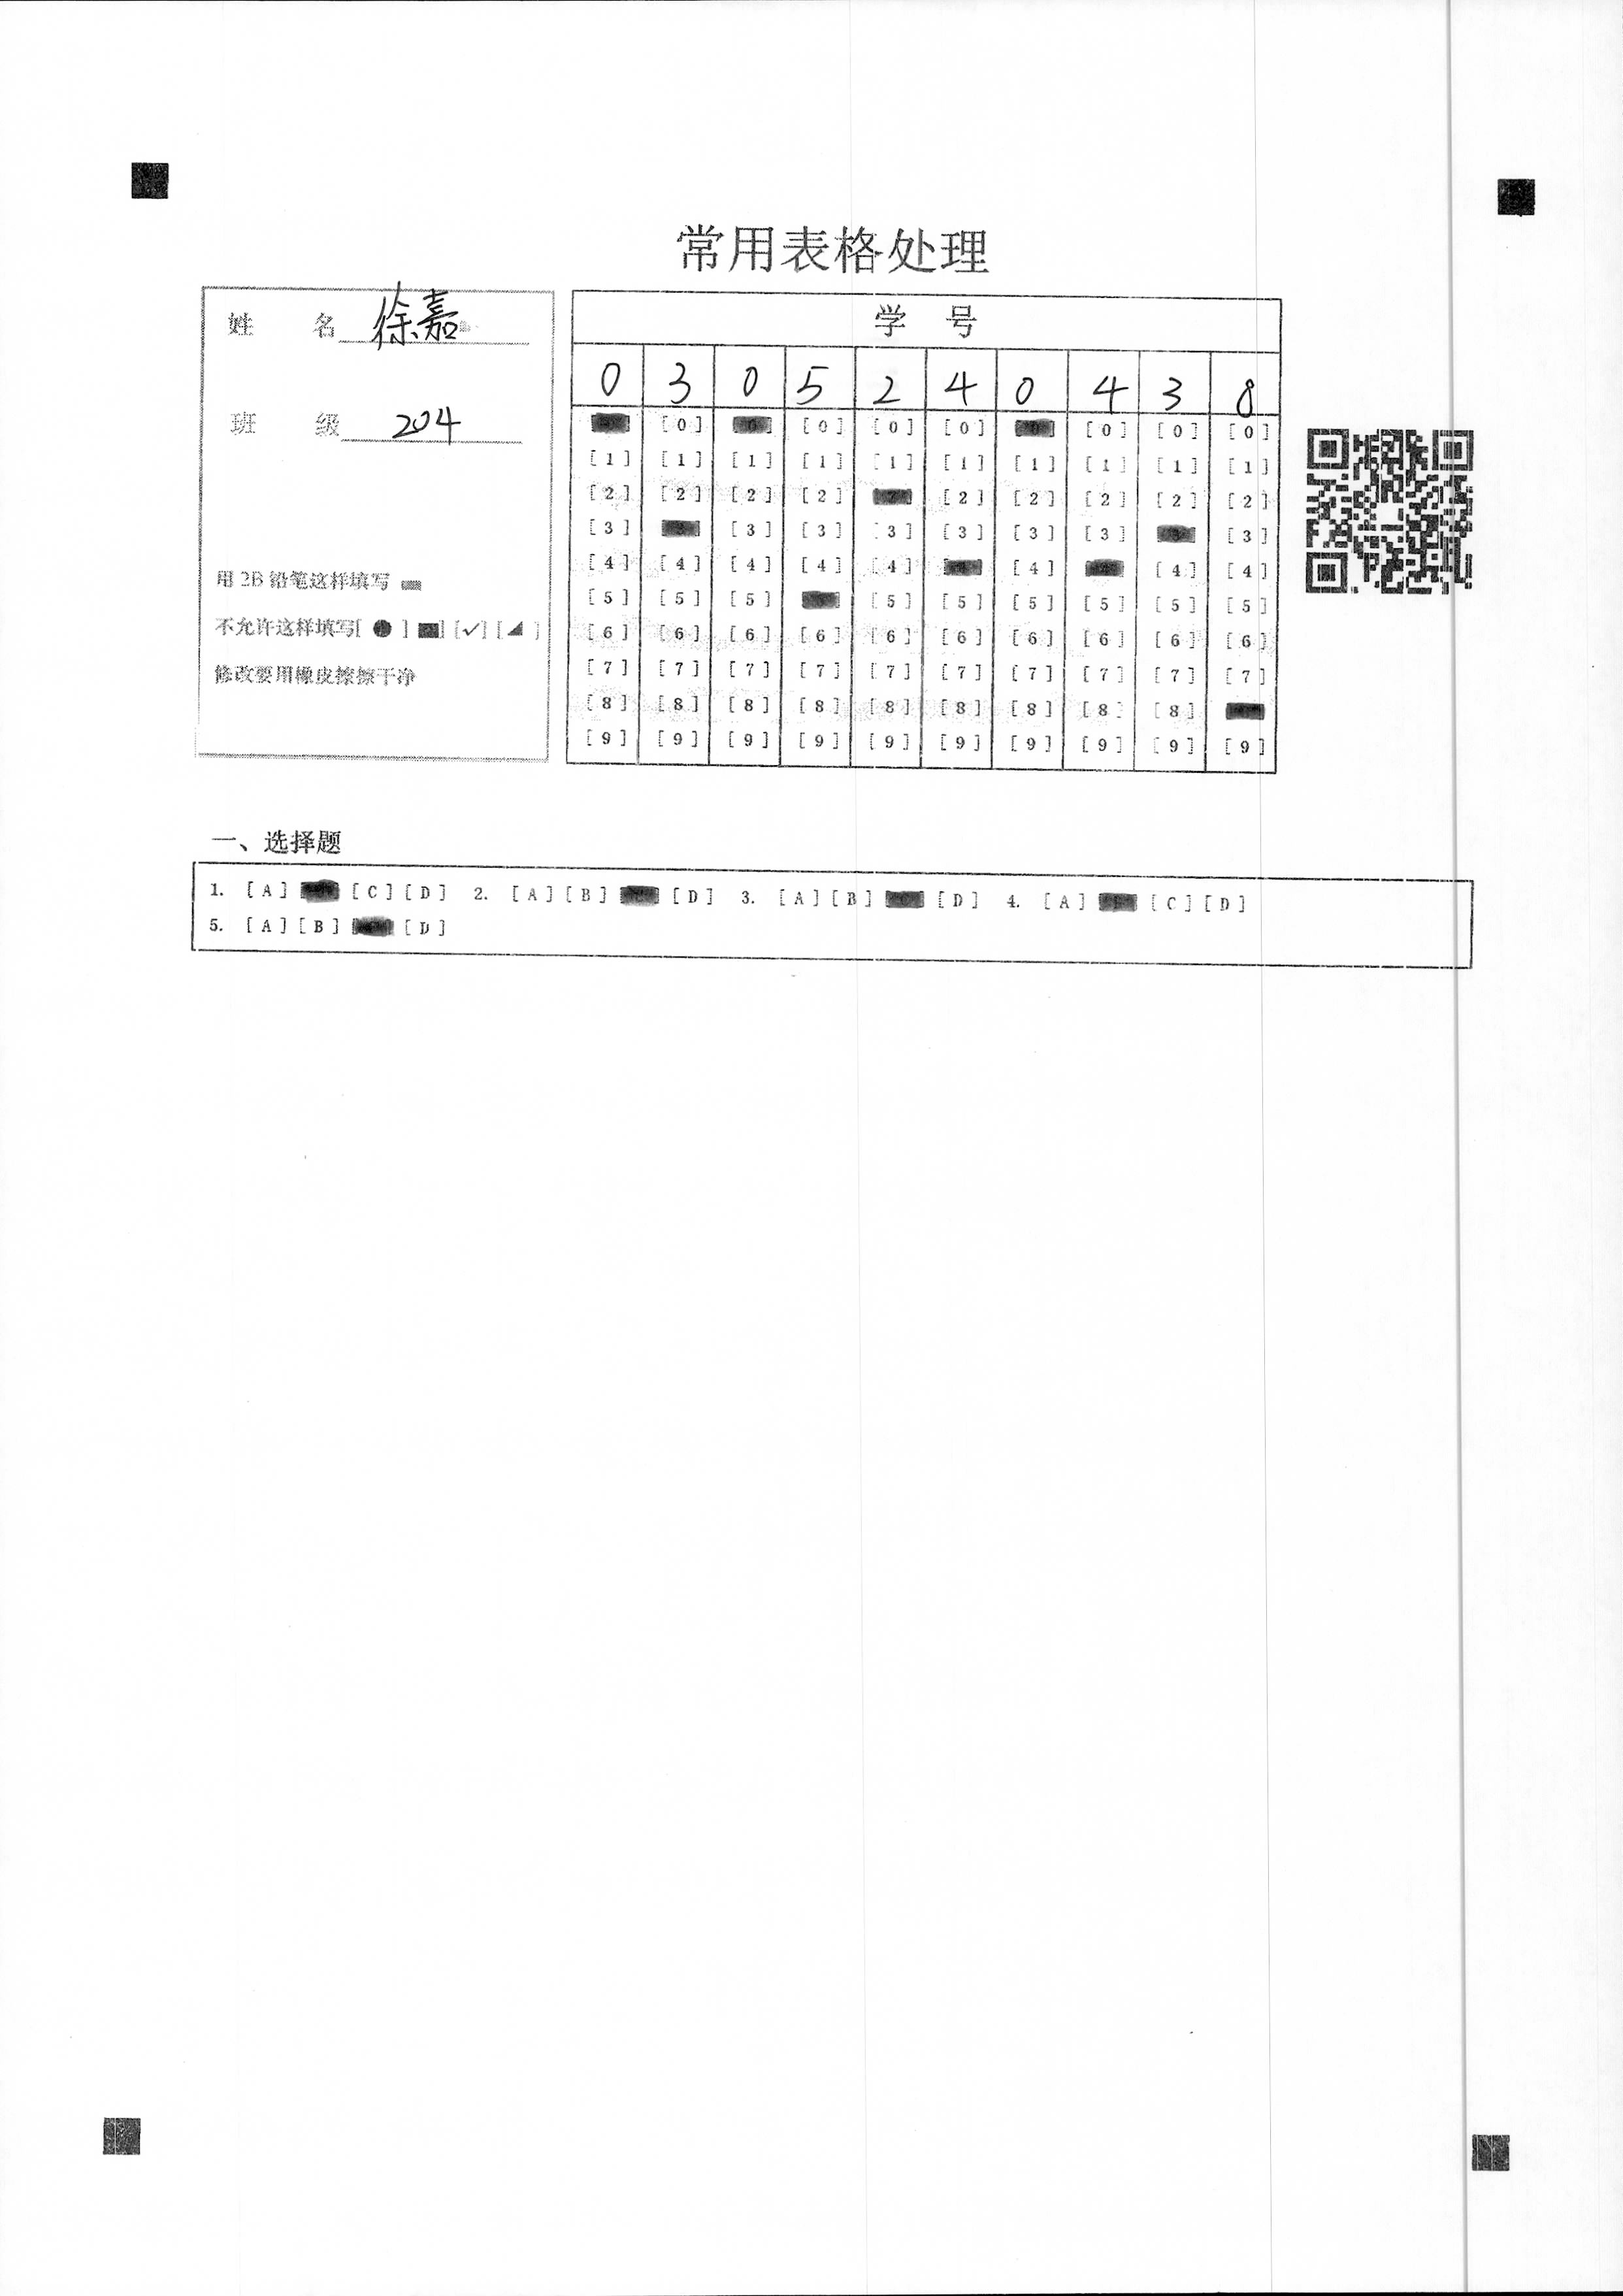 常用表格处理
姓 名 徐嘉
班 级 204
用 2B 铅笔这样填写
不允许这样填写[ ● ] ■] [✓] [◢ ]
修改要用橡皮擦擦干净
学 号
0 3 0 5 2 4 0 4 3 8
[0] [0] [0] [0] [0] [0] [0]
[1] [1] [1] [1] [1] [1] [1] [1] [1] [1]
[2] [2] [2] [2] [2] [2] [2] [2] [2]
[3] [3] [3] [3] [3] [3] [3] [3]
[4] [4] [4] [4] [4] [4] [4] [4]
[5] [5] [5] [5] [5] [5] [5] [5] [5]
[6] [6] [6] [6] [6] [6] [6] [6] [6] [6]
[7] [7] [7] [7] [7] [7] [7] [7] [7] [7]
[8] [8] [8] [8] [8] [8] [8] [8] [8]
[9] [9] [9] [9] [9] [9] [9] [9] [9] [9]
一、选择题
1. [A] [C] [D] 2. [A] [B] [D] 3. [A] [B] [D] 4. [A] [C] [D]
5. [A] [B] [D]